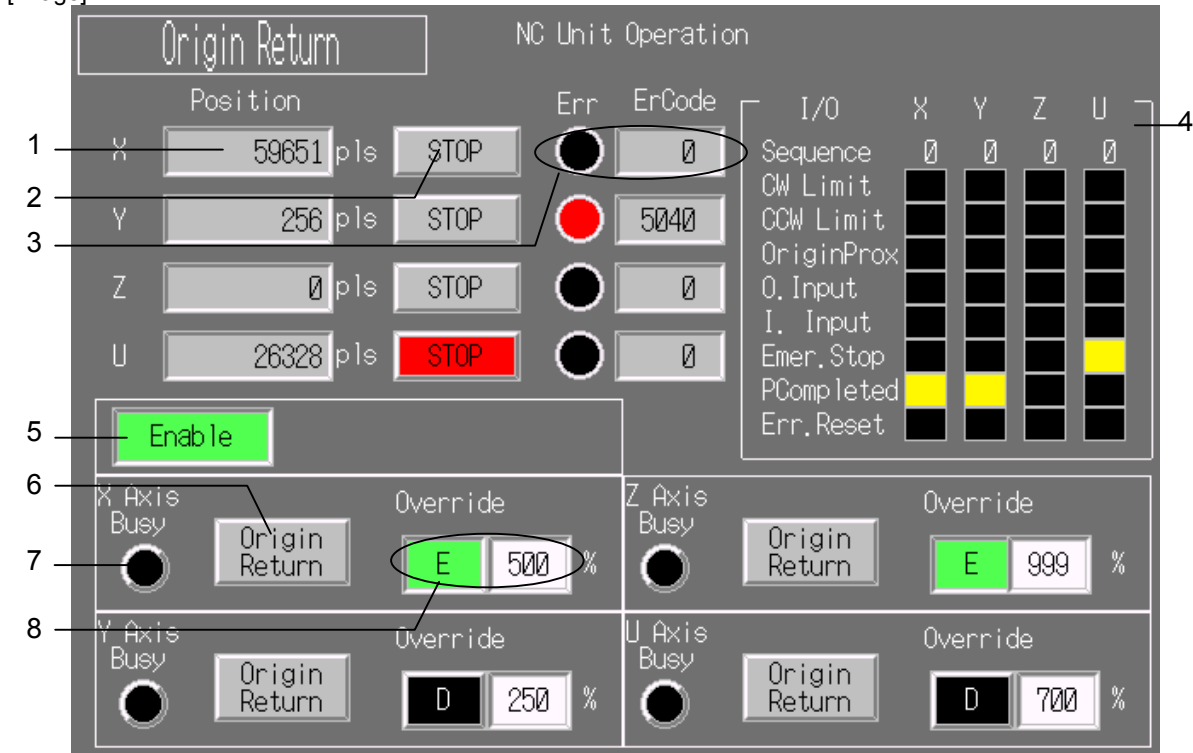 Origin Return
NC Unit Operation
Position Err ErCode
I/O X Y Z U 4
1 X 59651 pls STOP 0
Sequence 0 0 0 0
CW Limit
2 Y 256 pls STOP 5040
CCW Limit
3
OriginProx
Z 0 pls STOP 0
O.Input
I. Input
U 26328 pls STOP 0
Emer.Stop
PCompleted
Err.Reset
5 Enable
6 X Axis
Busy
Origin
Return
Override
7 E 500 %
Z Axis
Busy
Origin
Return
Override
E 999 %
8 Y Axis
Busy
Origin
Return
Override
D 250 %
U Axis
Busy
Origin
Return
Override
D 700 %